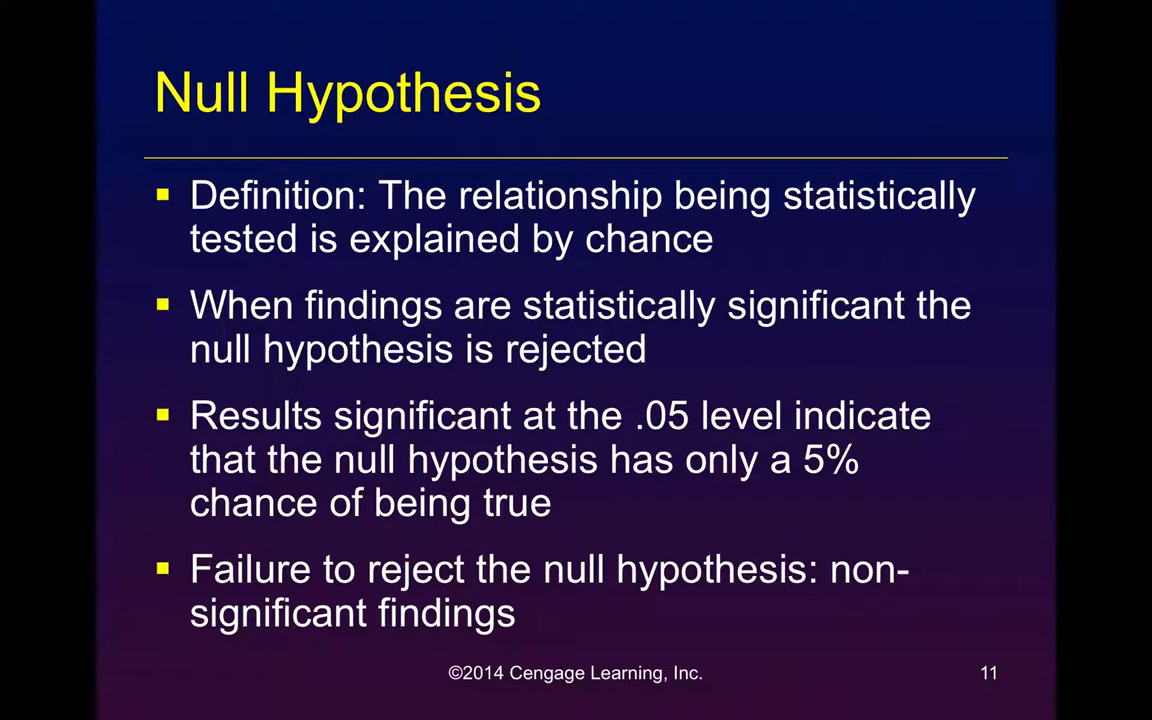 Null Hypothesis
▪ Definition: The relationship being statistically
tested is explained by chance
▪ When findings are statistically significant the
null hypothesis is rejected
▪ Results significant at the .05 level indicate
that the null hypothesis has only a 5%
chance of being true
▪ Failure to reject the null hypothesis: non-
significant findings
©2014 Cengage Learning, Inc.
11